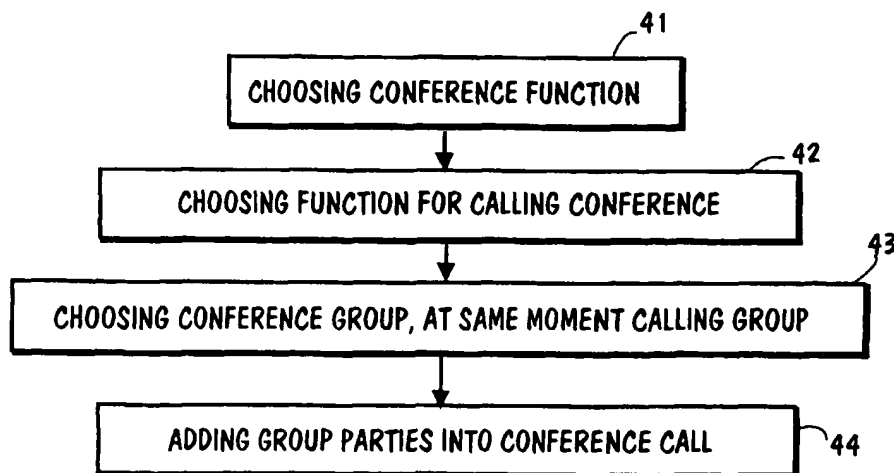 41
CHOOSING CONFERENCE FUNCTION
42
CHOOSING FUNCTION FOR CALLING CONFERENCE
43
CHOOSING CONFERENCE GROUP, AT SAME MOMENT CALLING GROUP
ADDING GROUP PARTIES INTO CONFERENCE CALL
44